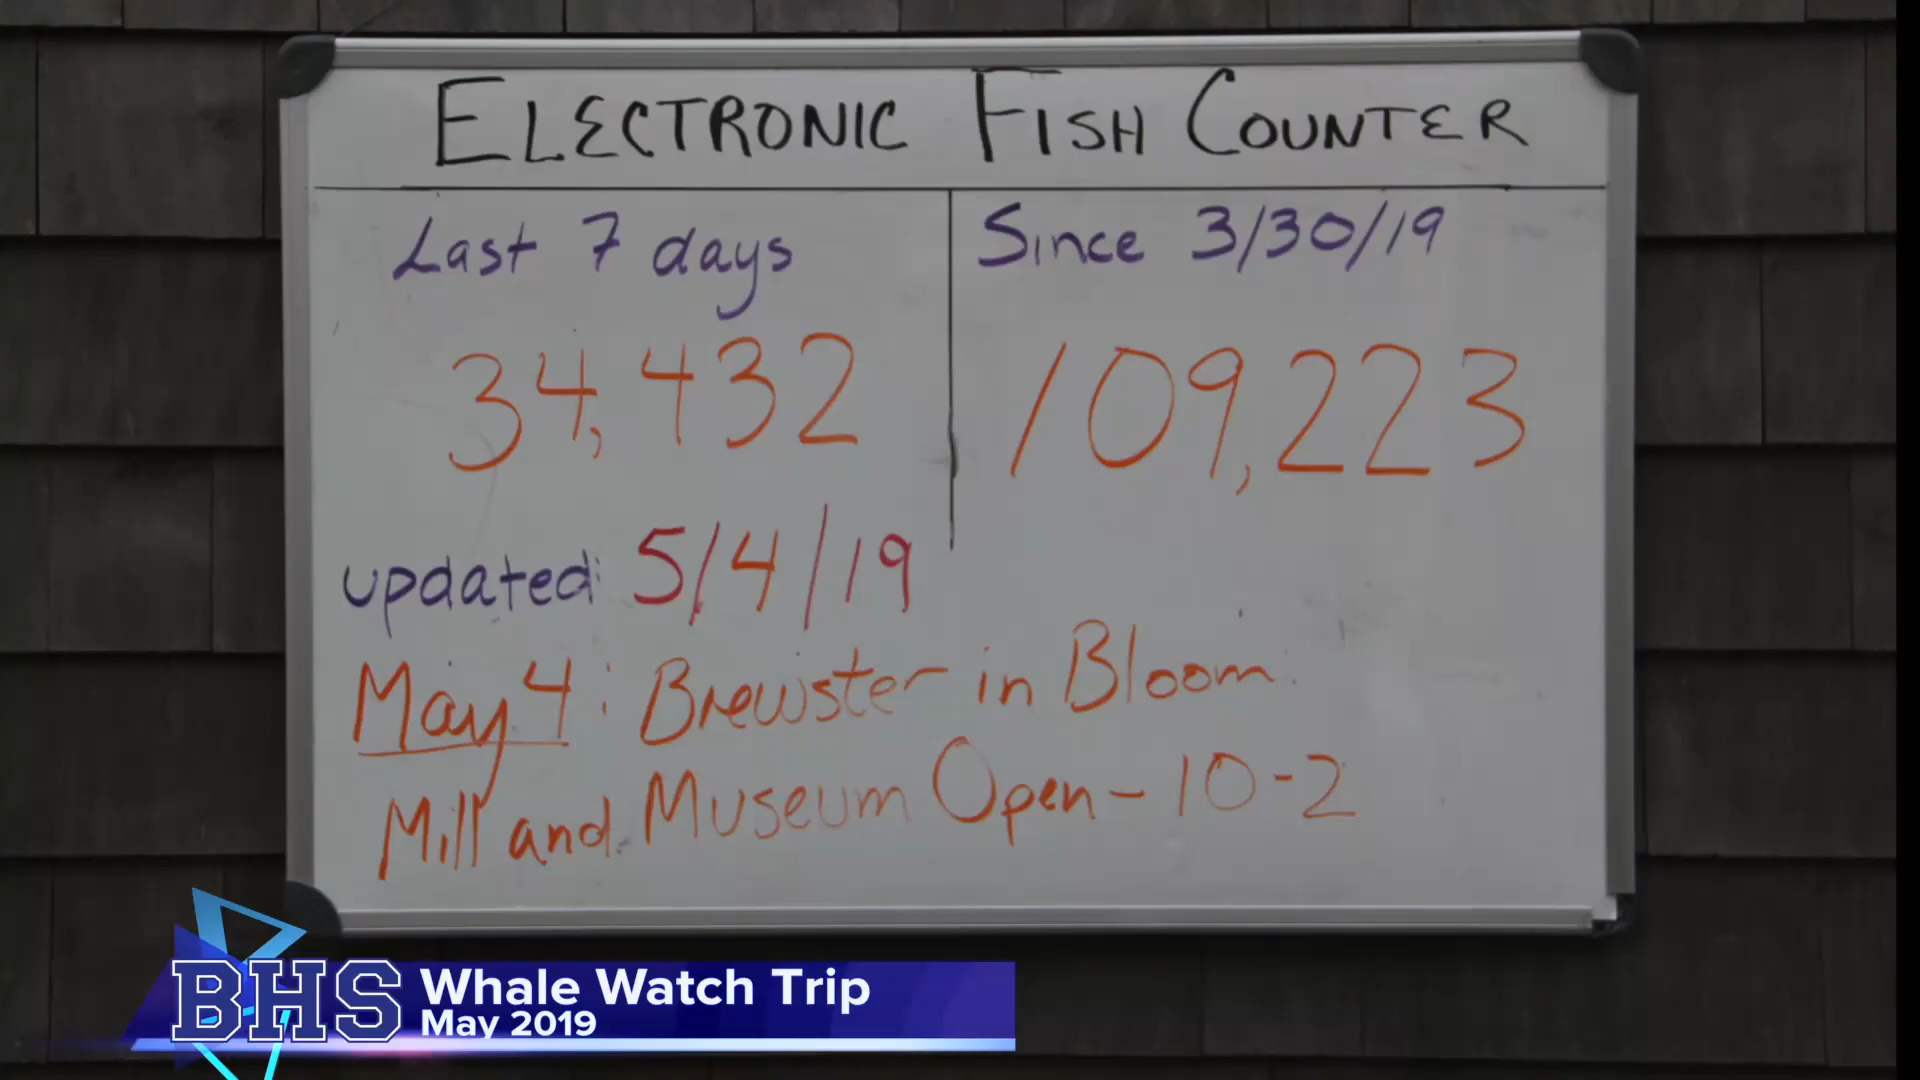 ELECTRONIC FISH COUNTER
Last 7 days
34,432
Since 3/30/19
109,223
updated: 5/4/19
May 4: Brewster in Bloom
Mill and Museum Open - 10-2
BHS
Whale Watch Trip
May 2019